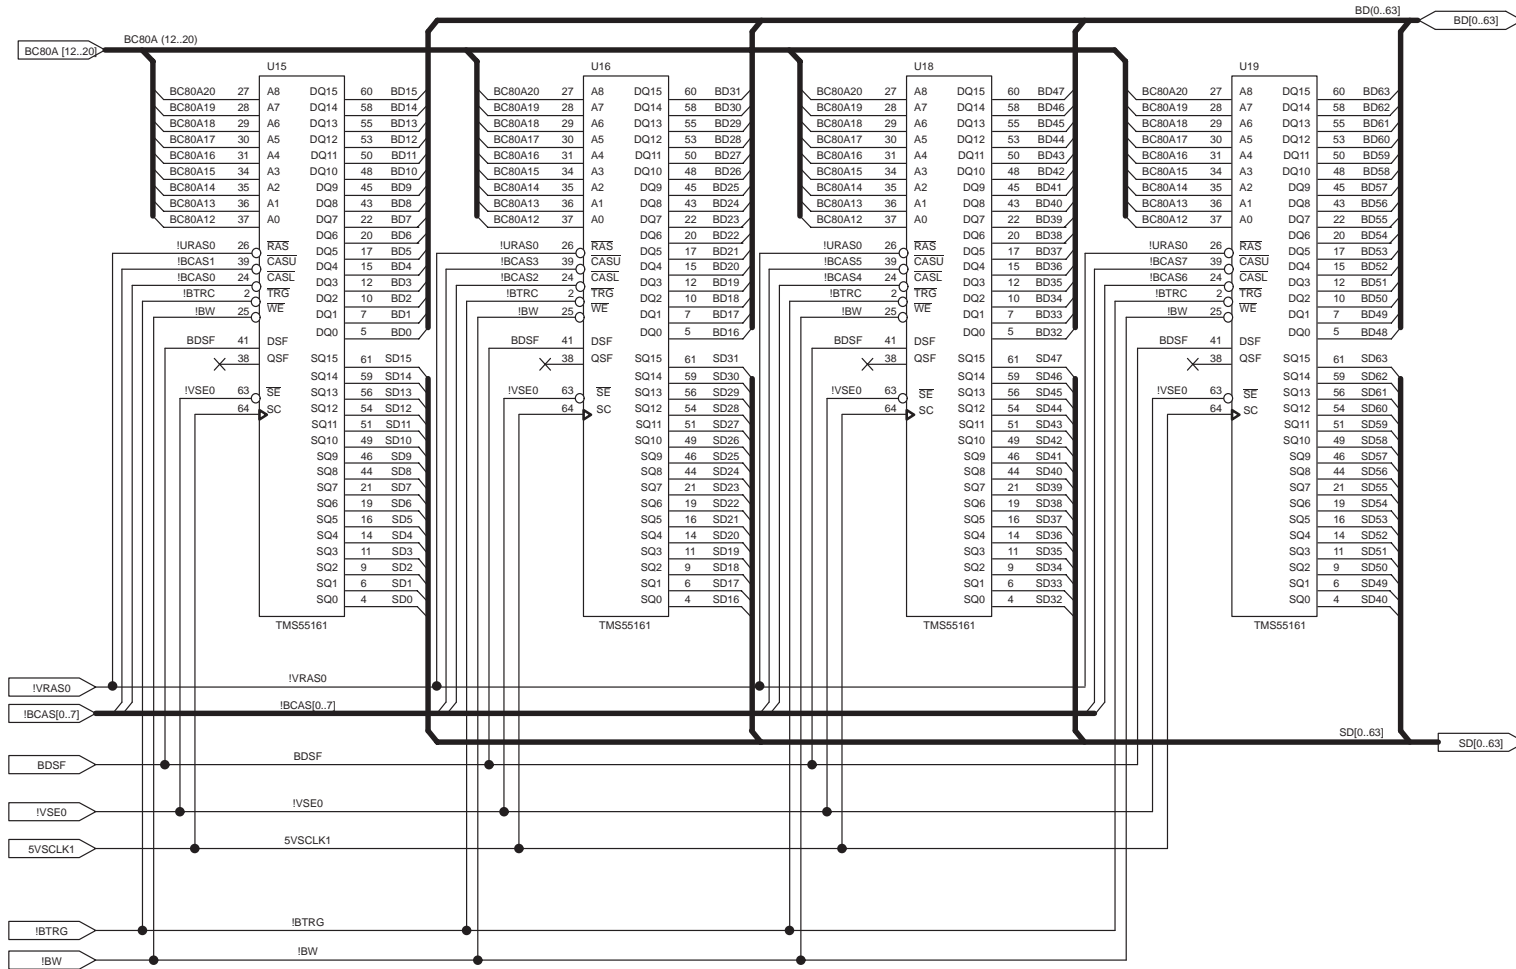 BD(0..63] BD[0..63]
BC80A [12..20] BC80A (12..20)
U15 U16 U18 U19
BC80A20 27 A8 DQ15 60 BD15 BC80A20 27 A8 DQ15 60 BD31 BC80A20 27 A8 DQ15 60 BD47 BC80A20 27 A8 DQ15 60 BD63
BC80A19 28 A7 DQ14 58 BD14 BC80A19 28 A7 DQ14 58 BD30 BC80A19 28 A7 DQ14 58 BD46 BC80A19 28 A7 DQ14 58 BD62
BC80A18 29 A6 DQ13 55 BD13 BC80A18 29 A6 DQ13 55 BD29 BC80A18 29 A6 DQ13 55 BD45 BC80A18 29 A6 DQ13 55 BD61
BC80A17 30 A5 DQ12 53 BD12 BC80A17 30 A5 DQ12 53 BD28 BC80A17 30 A5 DQ12 53 BD44 BC80A17 30 A5 DQ12 53 BD60
BC80A16 31 A4 DQ11 50 BD11 BC80A16 31 A4 DQ11 50 BD27 BC80A16 31 A4 DQ11 50 BD43 BC80A16 31 A4 DQ11 50 BD59
BC80A15 34 A3 DQ10 48 BD10 BC80A15 34 A3 DQ10 48 BD26 BC80A15 34 A3 DQ10 48 BD42 BC80A15 34 A3 DQ10 48 BD58
BC80A14 35 A2 DQ9 45 BD9 BC80A14 35 A2 DQ9 45 BD25 BC80A14 35 A2 DQ9 45 BD41 BC80A14 35 A2 DQ9 45 BD57
BC80A13 36 A1 DQ8 43 BD8 BC80A13 36 A1 DQ8 43 BD24 BC80A13 36 A1 DQ8 43 BD40 BC80A13 36 A1 DQ8 43 BD56
BC80A12 37 A0 DQ7 22 BD7 BC80A12 37 A0 DQ7 22 BD23 BC80A12 37 A0 DQ7 22 BD39 BC80A12 37 A0 DQ7 22 BD55
DQ6 20 BD6 DQ6 20 BD22 DQ6 20 BD38 DQ6 20 BD54
!URAS0 26 RAS DQ5 17 BD5 !URAS0 26 RAS DQ5 17 BD21 !URAS0 26 RAS DQ5 17 BD37 !URAS0 26 RAS DQ5 17 BD53
!BCAS1 39 CASU DQ4 15 BD4 !BCAS3 39 CASU DQ4 15 BD20 !BCAS5 39 CASU DQ4 15 BD36 !BCAS7 39 CASU DQ4 15 BD52
!BCAS0 24 CASL DQ3 12 BD3 !BCAS2 24 CASL DQ3 12 BD19 !BCAS4 24 CASL DQ3 12 BD35 !BCAS6 24 CASL DQ3 12 BD51
!BTRC 2 TRG DQ2 10 BD2 !BTRC 2 TRG DQ2 10 BD18 !BTRC 2 TRG DQ2 10 BD34 !BTRC 2 TRG DQ2 10 BD50
!BW 25 WE DQ1 7 BD1 !BW 25 WE DQ1 7 BD17 !BW 25 WE DQ1 7 BD33 !BW 25 WE DQ1 7 BD49
DQ0 5 BD0 DQ0 5 BD16 DQ0 5 BD32 DQ0 5 BD48
BDSF 41 DSF BDSF 41 DSF BDSF 41 DSF BDSF 41 DSF
38 QSF SQ15 61 SD15 38 QSF SQ15 61 SD31 38 QSF SQ15 61 SD47 38 QSF SQ15 61 SD63
SQ14 59 SD14 SQ14 59 SD30 SQ14 59 SD46 SQ14 59 SD62
!VSE0 63 SE SQ13 56 SD13 !VSE0 63 SE SQ13 56 SD29 !VSE0 63 SE SQ13 56 SD45 !VSE0 63 SE SQ13 56 SD61
64 SC SQ12 54 SD12 64 SC SQ12 54 SD28 64 SC SQ12 54 SD44 64 SC SQ12 54 SD60
SQ11 51 SD11 SQ11 51 SD27 SQ11 51 SD43 SQ11 51 SD59
SQ10 49 SD10 SQ10 49 SD26 SQ10 49 SD42 SQ10 49 SD58
SQ9 46 SD9 SQ9 46 SD25 SQ9 46 SD41 SQ9 46 SD57
SQ8 44 SD8 SQ8 44 SD24 SQ8 44 SD40 SQ8 44 SD56
SQ7 21 SD7 SQ7 21 SD23 SQ7 21 SD39 SQ7 21 SD55
SQ6 19 SD6 SQ6 19 SD22 SQ6 19 SD38 SQ6 19 SD54
SQ5 16 SD5 SQ5 16 SD21 SQ5 16 SD37 SQ5 16 SD53
SQ4 14 SD4 SQ4 14 SD20 SQ4 14 SD36 SQ4 14 SD52
SQ3 11 SD3 SQ3 11 SD19 SQ3 11 SD35 SQ3 11 SD51
SQ2 9 SD2 SQ2 9 SD18 SQ2 9 SD34 SQ2 9 SD50
SQ1 6 SD1 SQ1 6 SD17 SQ1 6 SD33 SQ1 6 SD49
SQ0 4 SD0 SQ0 4 SD16 SQ0 4 SD32 SQ0 4 SD40
TMS55161 TMS55161 TMS55161 TMS55161
!VRAS0 !VRAS0
!BCAS[0..7] !BCAS[0..7]
SD[0..63] SD[0..63]
BDSF BDSF
!VSE0 !VSE0
5VSCLK1 5VSCLK1
!BTRG !BTRG
!BW !BW